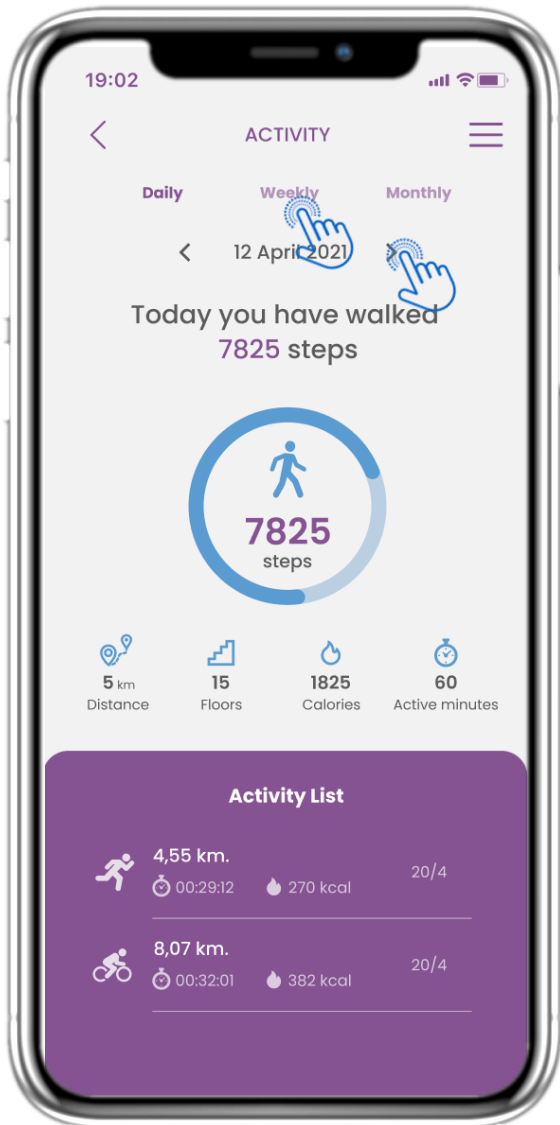 19:02
ACTIVITY
Daily Weekly Monthly
12 April 2021
Today you have walked
7825 steps
7825
steps
5 km 15 1825 60
Distance Floors Calories Active minutes
Activity List
4,55 km.
00:29:12 270 kcal 20/4
8,07 km.
00:32:01 382 kcal 20/4